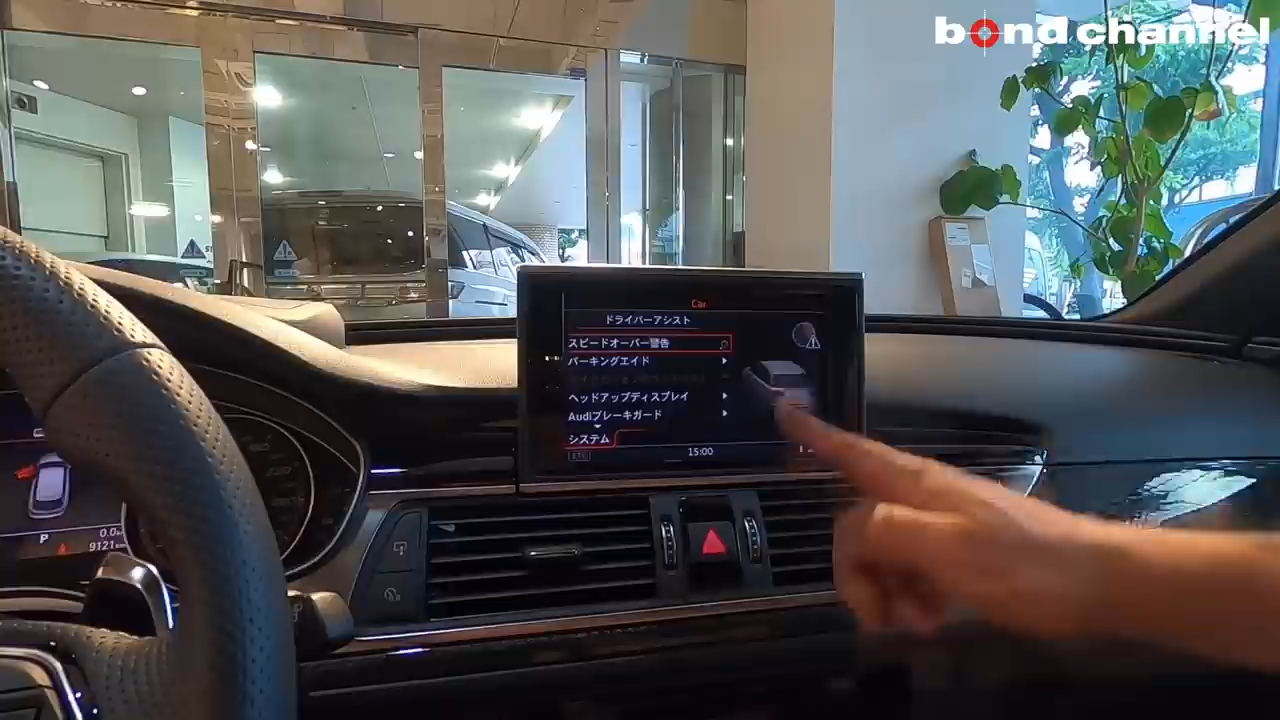 bond channel
Car
ドライバーアシスト
スピードオーバー警告
パーキングエイド
ヘッドアップディスプレイ
Audiブレーキガード
システム
15:00
P
0.0
9121